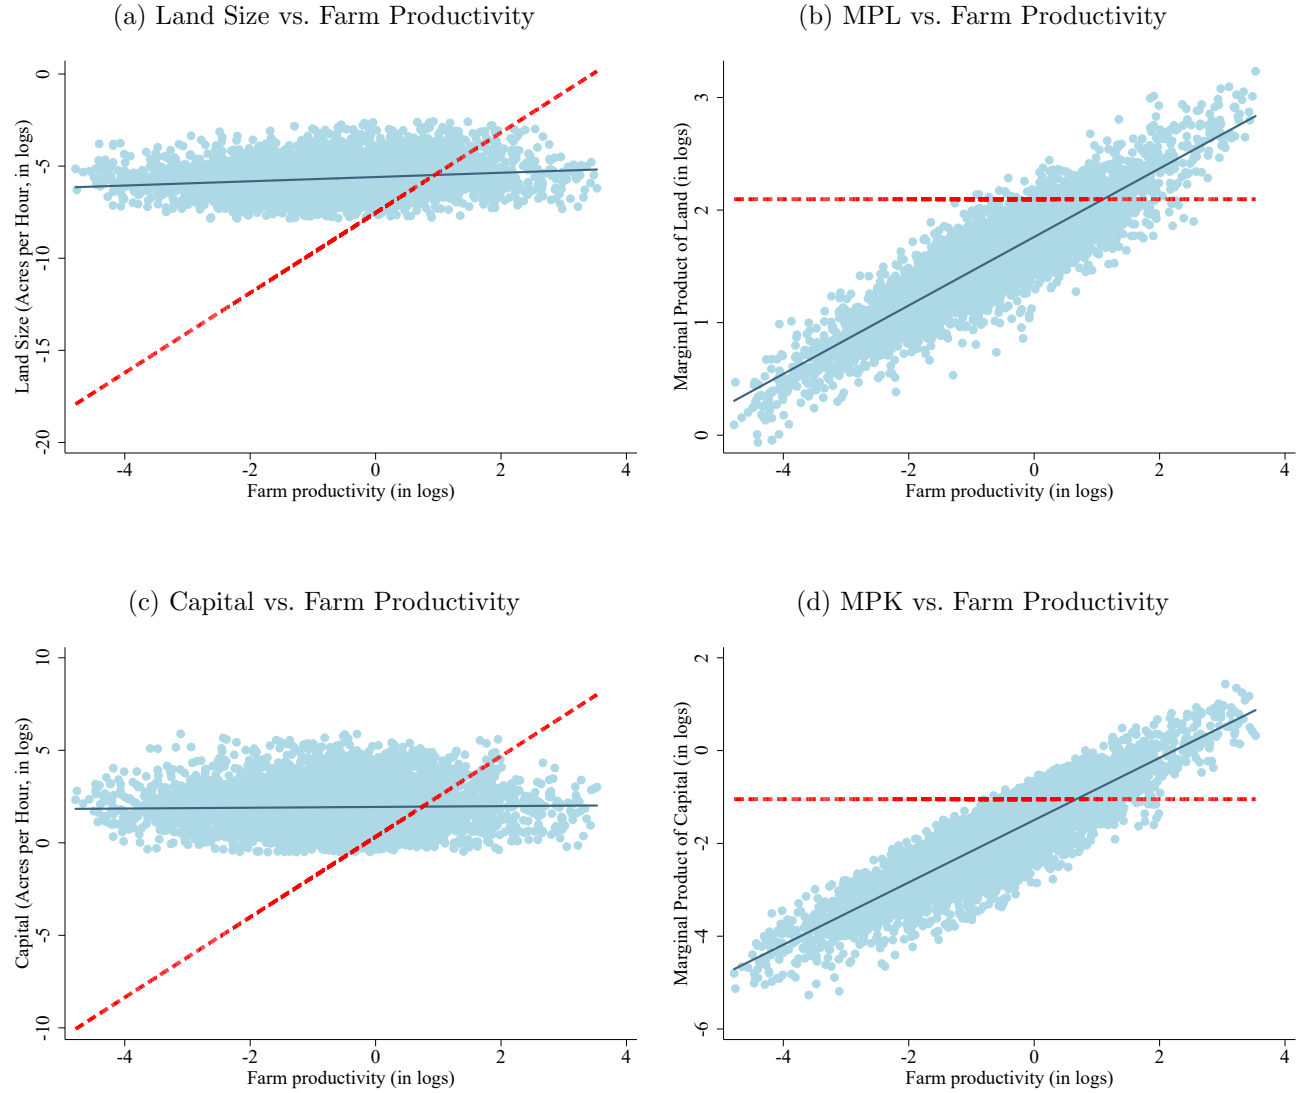 (a) Land Size vs. Farm Productivity
Land Size (Acres per Hour, in logs)
0
-5
-10
-15
-20
-4 -2 0 2 4
Farm productivity (in logs)
(b) MPL vs. Farm Productivity
Marginal Product of Land (in logs)
3
2
1
0
-4 -2 0 2 4
Farm productivity (in logs)
(c) Capital vs. Farm Productivity
Capital (Acres per Hour, in logs)
10
5
0
-5
-10
-4 -2 0 2 4
Farm productivity (in logs)
(d) MPK vs. Farm Productivity
Marginal Product of Capital (in logs)
2
0
-2
-4
-6
-4 -2 0 2 4
Farm productivity (in logs)